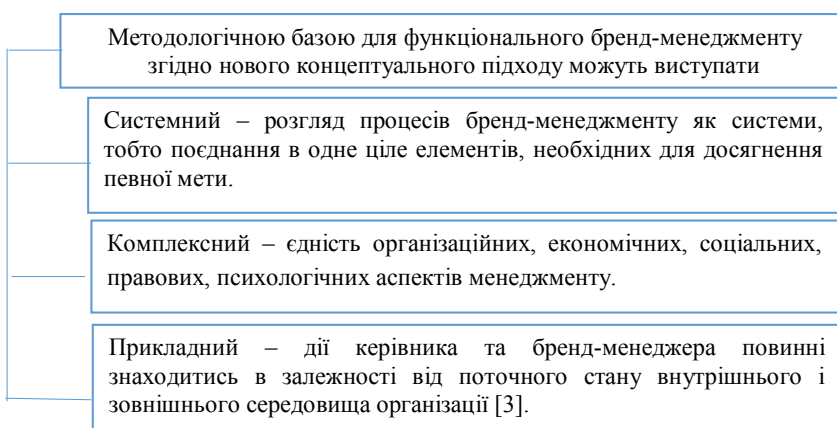 Методологічною базою для функціонального бренд-менеджменту
згідно нового концептуального підходу можуть виступати
Системний – розгляд процесів бренд-менеджменту як системи,
тобто поєднання в одне ціле елементів, необхідних для досягнення
певної мети.
Комплексний – єдність організаційних, економічних, соціальних,
правових, психологічних аспектів менеджменту.
Прикладний – дії керівника та бренд-менеджера повинні
знаходитись в залежності від поточного стану внутрішнього і
зовнішнього середовища організації [3].